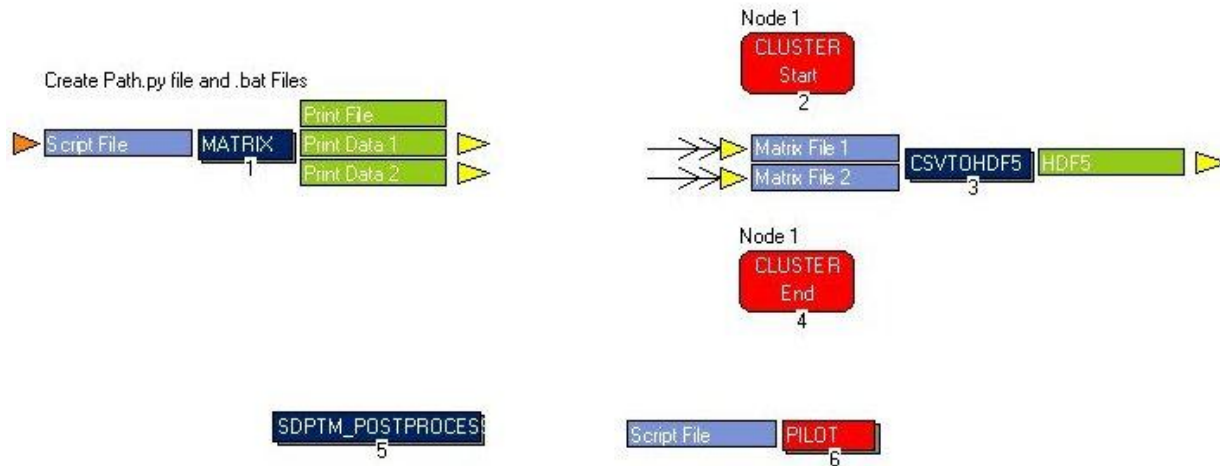 Create Path.py file and .bat Files
Script File
MATRIX
1
Print File
Print Data 1
Print Data 2
Node 1
CLUSTER
Start
2
Matrix File 1
Matrix File 2
CSVTOHDF5
3
HDF5
Node 1
CLUSTER
End
4
SDPTM_POSTPROCESS
5
Script File
PILOT
6